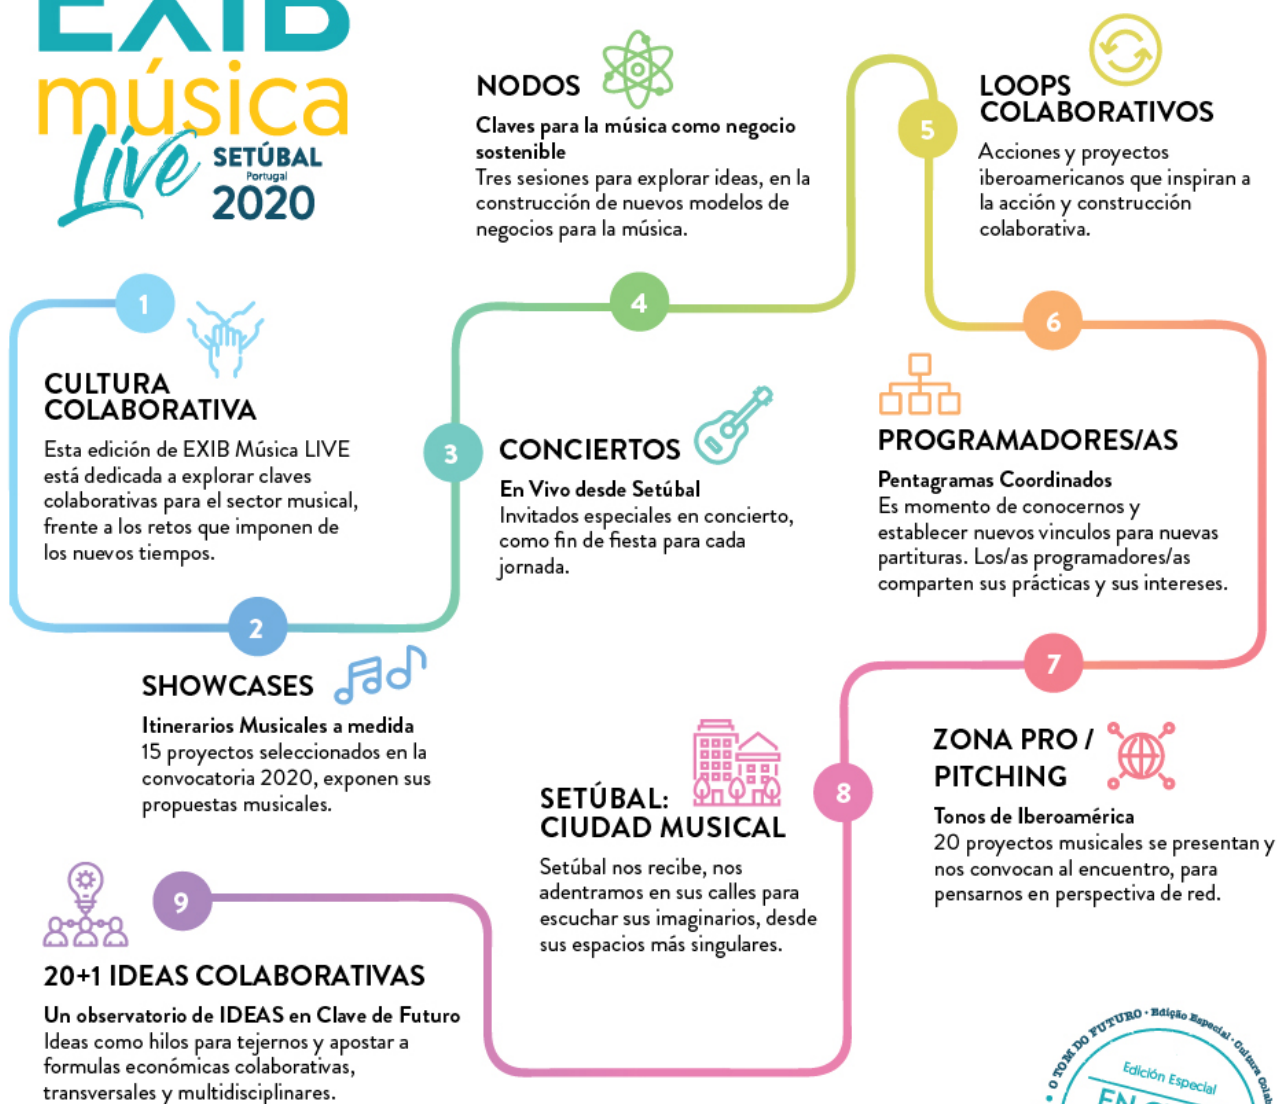 EXIB
música
Live SETÚBAL
Portugal
2020
1
CULTURA
COLABORATIVA
Esta edición de EXIB Música LIVE
está dedicada a explorar claves
colaborativas para el sector musical,
frente a los retos que imponen de
los nuevos tiempos.
2
SHOWCASES
Itinerarios Musicales a medida
15 proyectos seleccionados en la
convocatoria 2020, exponen sus
propuestas musicales.
3
CONCIERTOS
En Vivo desde Setúbal
Invitados especiales en concierto,
como fin de fiesta para cada
jornada.
4
NODOS
Claves para la música como negocio
sostenible
Tres sesiones para explorar ideas, en la
construcción de nuevos modelos de
negocios para la música.
5
LOOPS
COLABORATIVOS
Acciones y proyectos
iberoamericanos que inspiran a
la acción y construcción
colaborativa.
6
PROGRAMADORES/AS
Pentagramas Coordinados
Es momento de conocernos y
establecer nuevos vinculos para nuevas
partituras. Los/as programadores/as
comparten sus prácticas y sus intereses.
7
ZONA PRO /
PITCHING
Tonos de Iberoamérica
20 proyectos musicales se presentan y
nos convocan al encuentro, para
pensarnos en perspectiva de red.
8
SETÚBAL:
CIUDAD MUSICAL
Setúbal nos recibe, nos
adentramos en sus calles para
escuchar sus imaginarios, desde
sus espacios más singulares.
9
20+1 IDEAS COLABORATIVAS
Un observatorio de IDEAS en Clave de Futuro
Ideas como hilos para tejernos y apostar a
formulas económicas colaborativas,
transversales y multidisciplinares.
• O TOM DO FUTURO • Edição Especial • Cultura
Edición Especial
EN